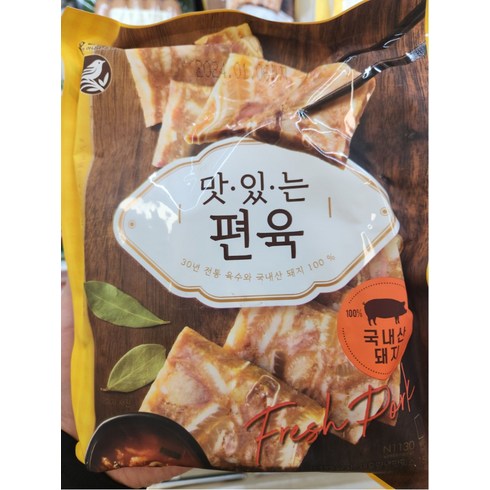 맛·있·는
편육
30년 전통 육수와 국내산 돼지 100 %
100%
국내산
돼지
Fresh Pork